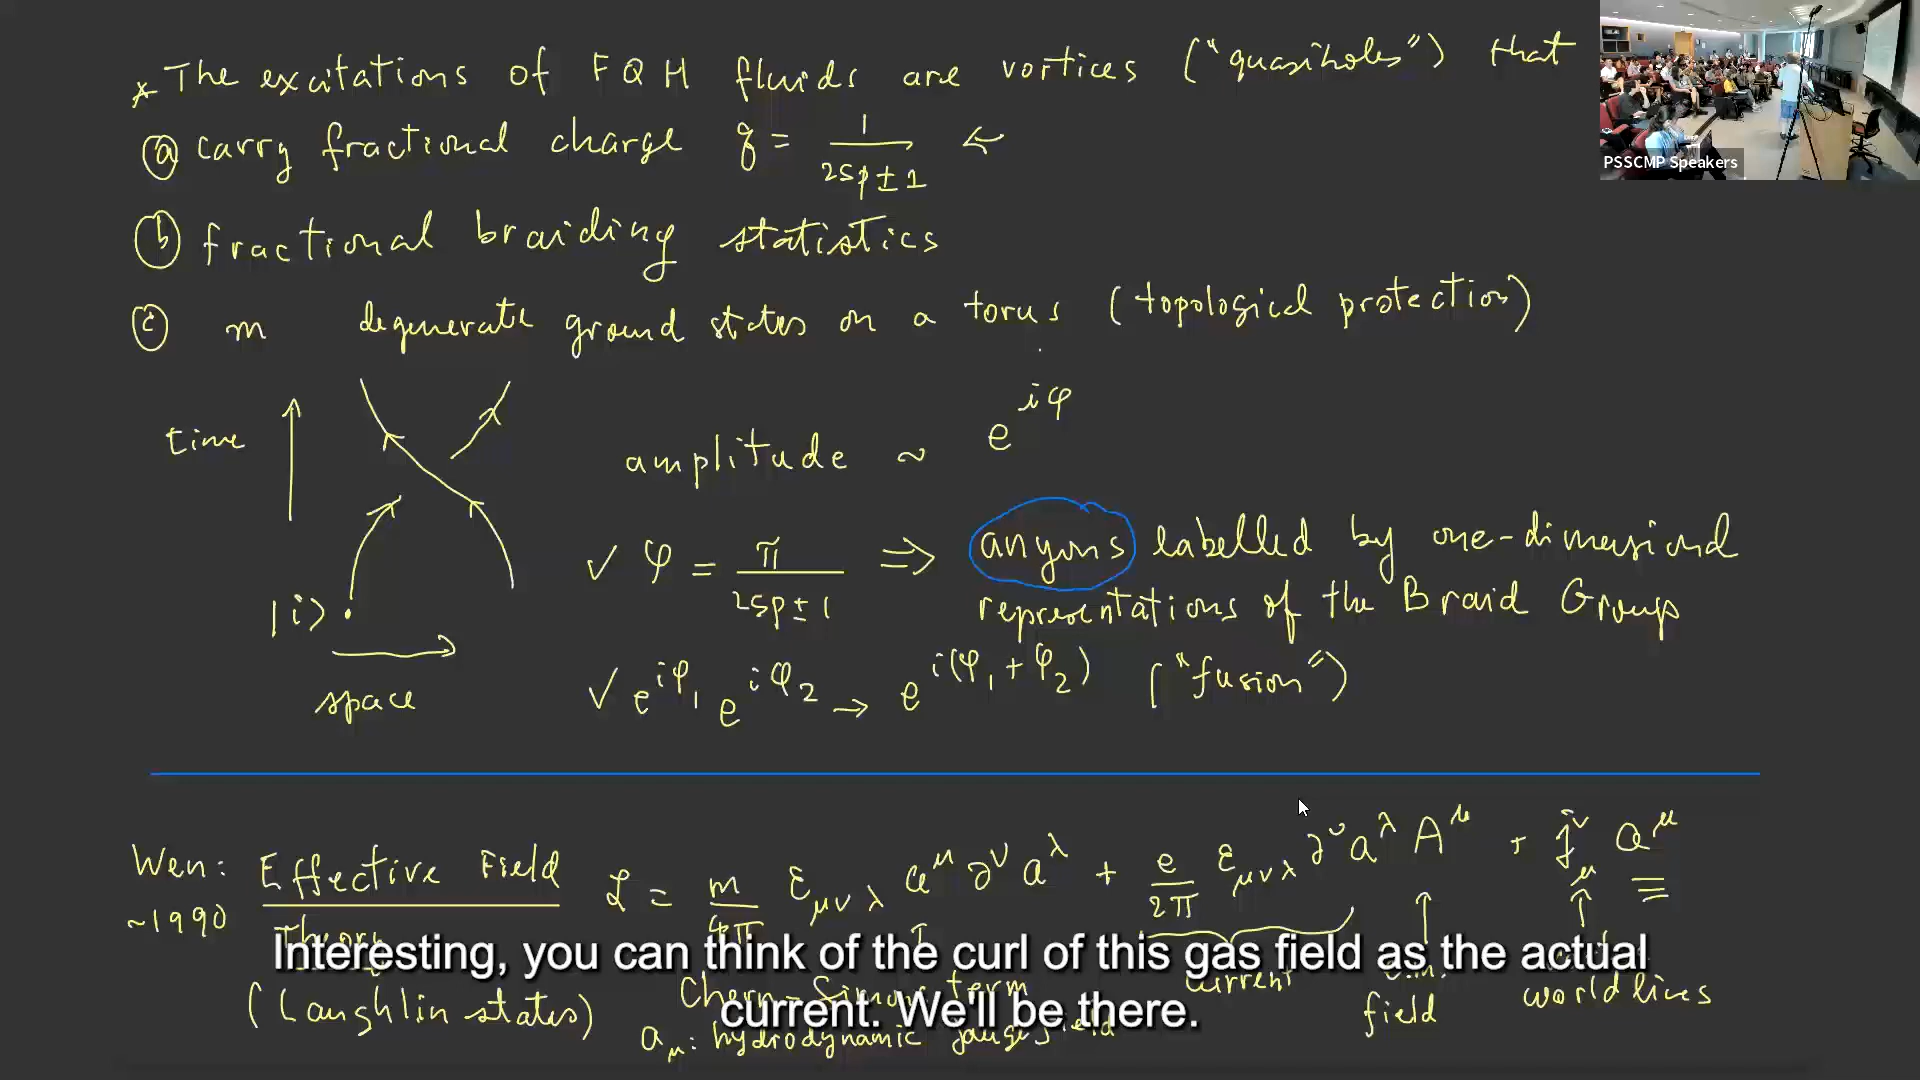 * The excitations of FQH fluids are vortices ("quasiholes") that
PSSCMP Speakers
(a) carry fractional charge q = 1/(2sp ± 1) ←
(b) fractional braiding statistics
(c) m degenerate ground states on a torus (topological protection)
time
amplitude ~ e^{iφ}
✓ φ = π/(2sp ± 1) ⇒ anyons labelled by one-dimensional
representations of the Braid Group
|i⟩
space
✓ e^{iφ₁} e^{iφ₂} → e^{i(φ₁ + φ₂)} ("fusion")
Wen: Effective Field ℒ = m/4π ε_{μνλ} a^μ ∂^ν a^λ + e/2π ε_{μνλ} ∂^ν a^λ A^μ + j_μ^v a^μ
~1990 Theory
(Laughlin states)
Chern-Simons term
current
field
worldlines
a_μ: hydrodynamic gauge field
Interesting, you can think of the curl of this gas field as the actual
current. We'll be there.